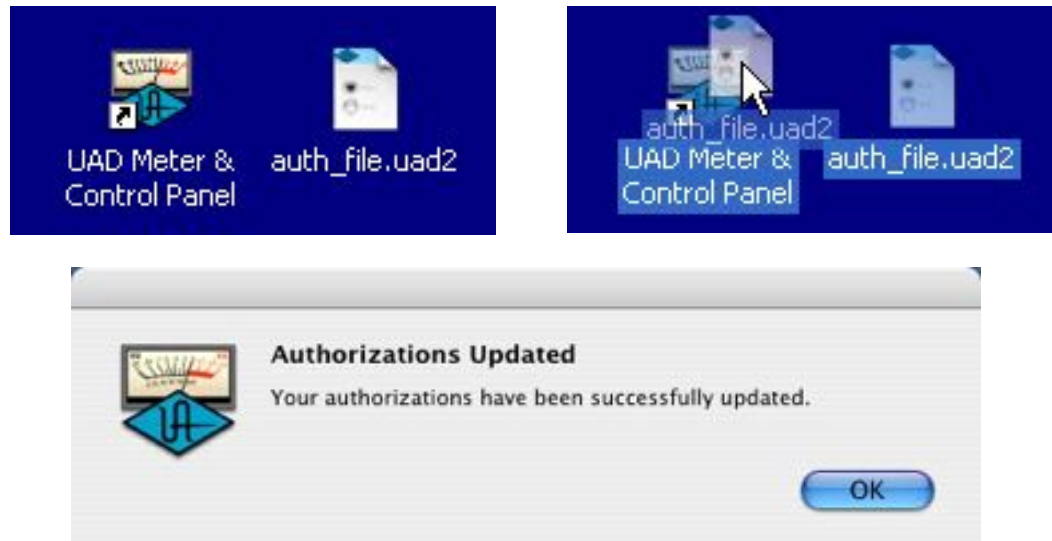 UAD Meter & Control Panel
auth_file.uad2
auth_file.uad2
UAD Meter & Control Panel
auth_file.uad2
Authorizations Updated
Your authorizations have been successfully updated.
OK